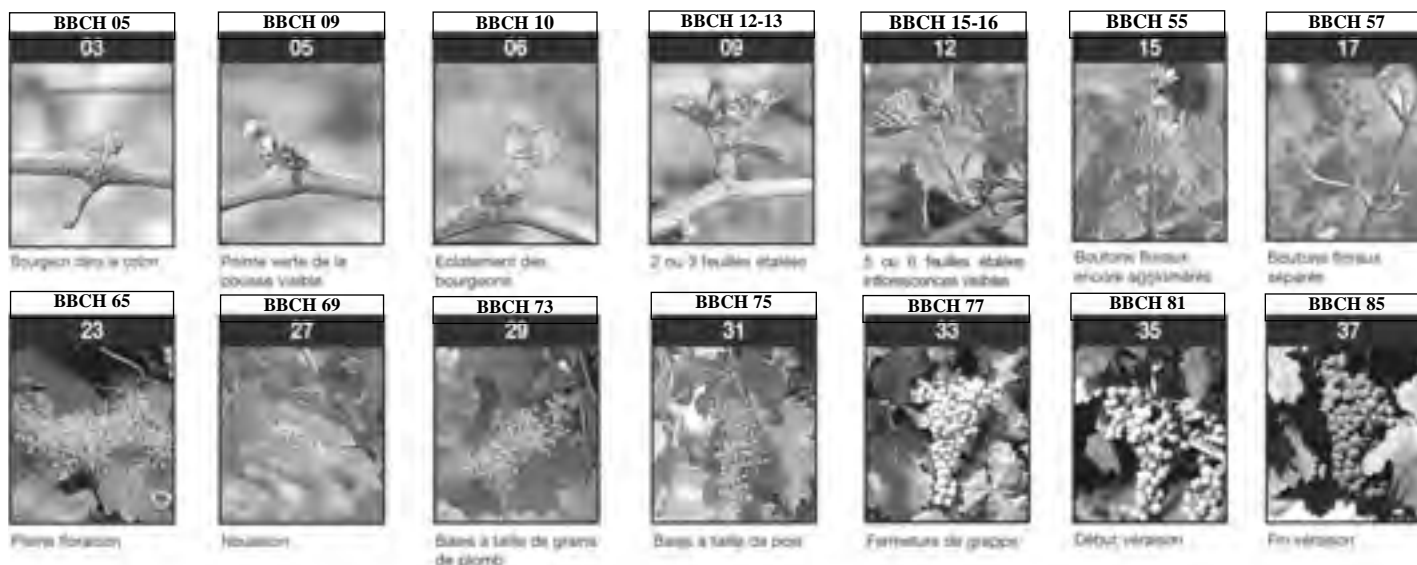 BBCH 05
03
Bourgeon dans le coton
BBCH 09
05
Pointe verte de la
pousse visible
BBCH 10
06
Eclatement des
bourgeons
BBCH 12-13
09
2 ou 3 feuilles étalées
BBCH 15-16
12
5 ou 6 feuilles étalées
inflorescences visibles
BBCH 55
15
Boutons floraux
encore agglomérés
BBCH 57
17
Boutons floraux
séparés
BBCH 65
23
Pleine floraison
BBCH 69
27
Nouaison
BBCH 73
29
Baies à taille de grains
de plomb
BBCH 75
31
Baies à taille de pois
BBCH 77
33
Fermeture de grappe
BBCH 81
35
Début véraison
BBCH 85
37
Fin véraison